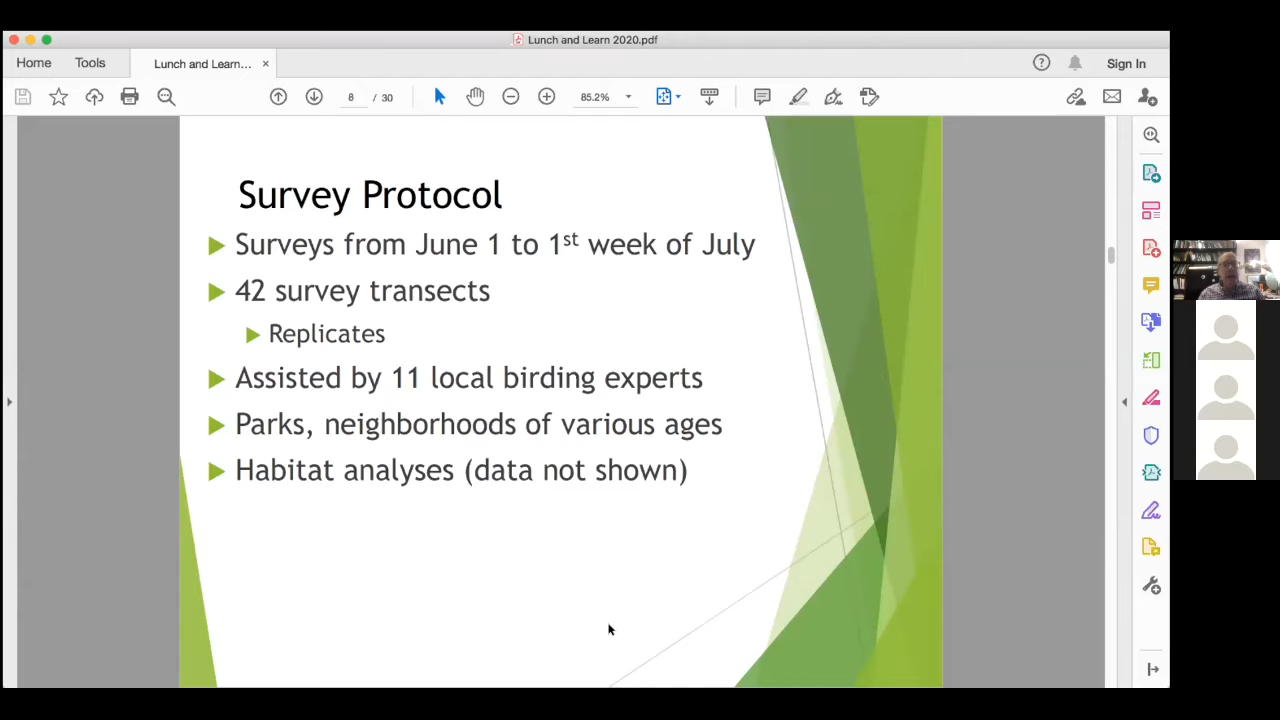 Lunch and Learn 2020.pdf
Home
Tools
Lunch and Learn...
Sign In
8 / 30
85.2%
Survey Protocol
Surveys from June 1 to 1st week of July
42 survey transects
Replicates
Assisted by 11 local birding experts
Parks, neighborhoods of various ages
Habitat analyses (data not shown)